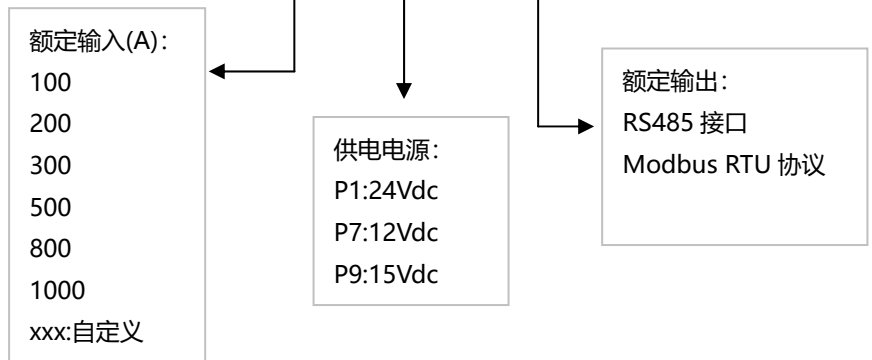 额定输入(A):
100
200
300
500
800
1000
xxx:自定义
供电电源:
P1:24Vdc
P7:12Vdc
P9:15Vdc
额定输出:
RS485 接口
Modbus RTU 协议